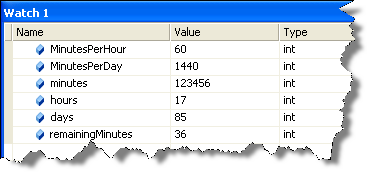 Watch 1
Name Value Type
MinutesPerHour 60 int
MinutesPerDay 1440 int
minutes 123456 int
hours 17 int
days 85 int
remainingMinutes 36 int